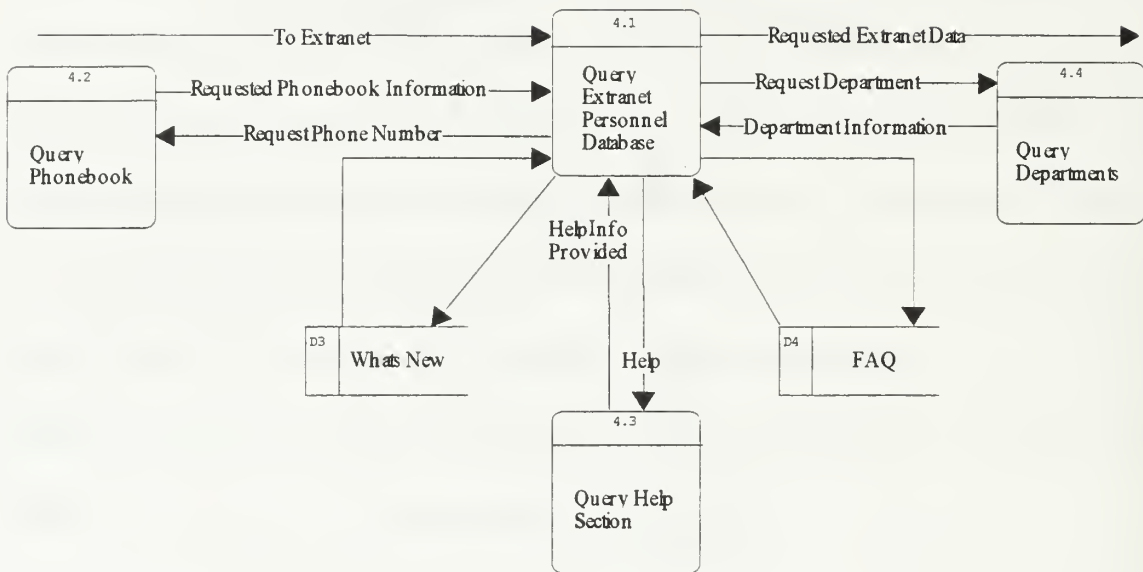 4.1
To Extranet
Requested Extranet Data
4.2
Query
Extranet
Personnel
Database
4.4
Requested Phonebook Information
Request Department
Request Phone Number
Department Information
Query
Phonebook
Query
Departments
Help Info
Provided
D3
Whats New
Help
D4
FAQ
4.3
Query Help
Section